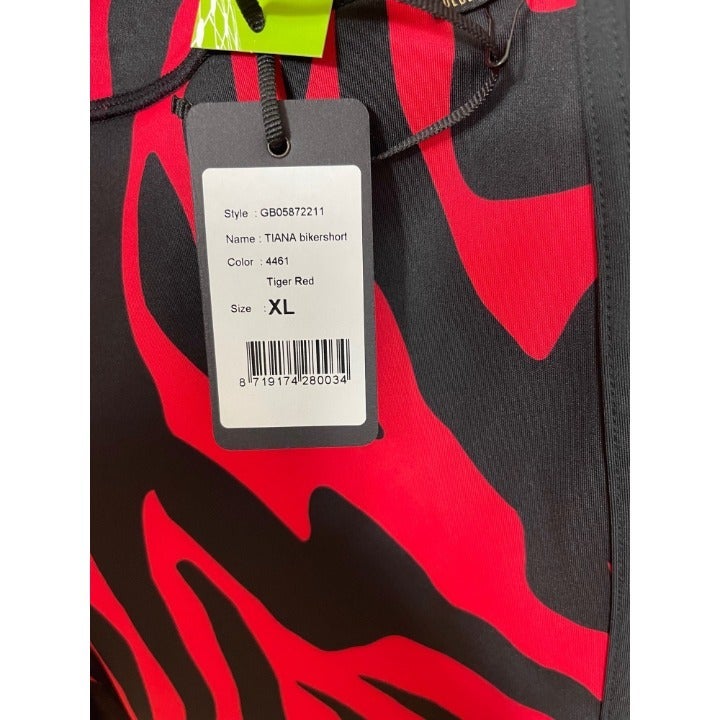 Style : GB05872211
Name : TIANA bikershort
Color : 4461
Tiger Red
Size : XL
8 719174 280034